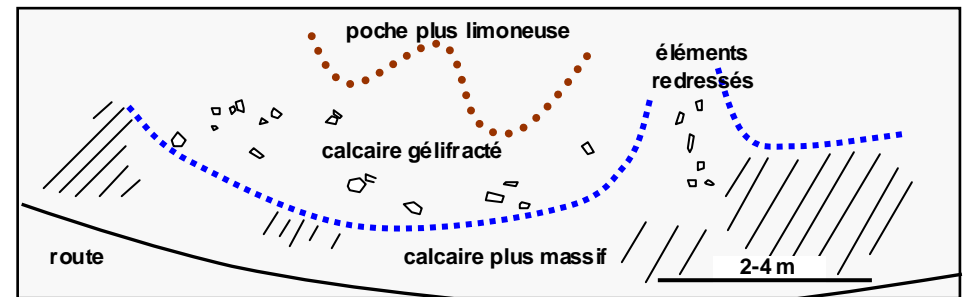 poche plus limoneuse
éléments
redressés
calcaire gélifracté
route
calcaire plus massif
2-4 m